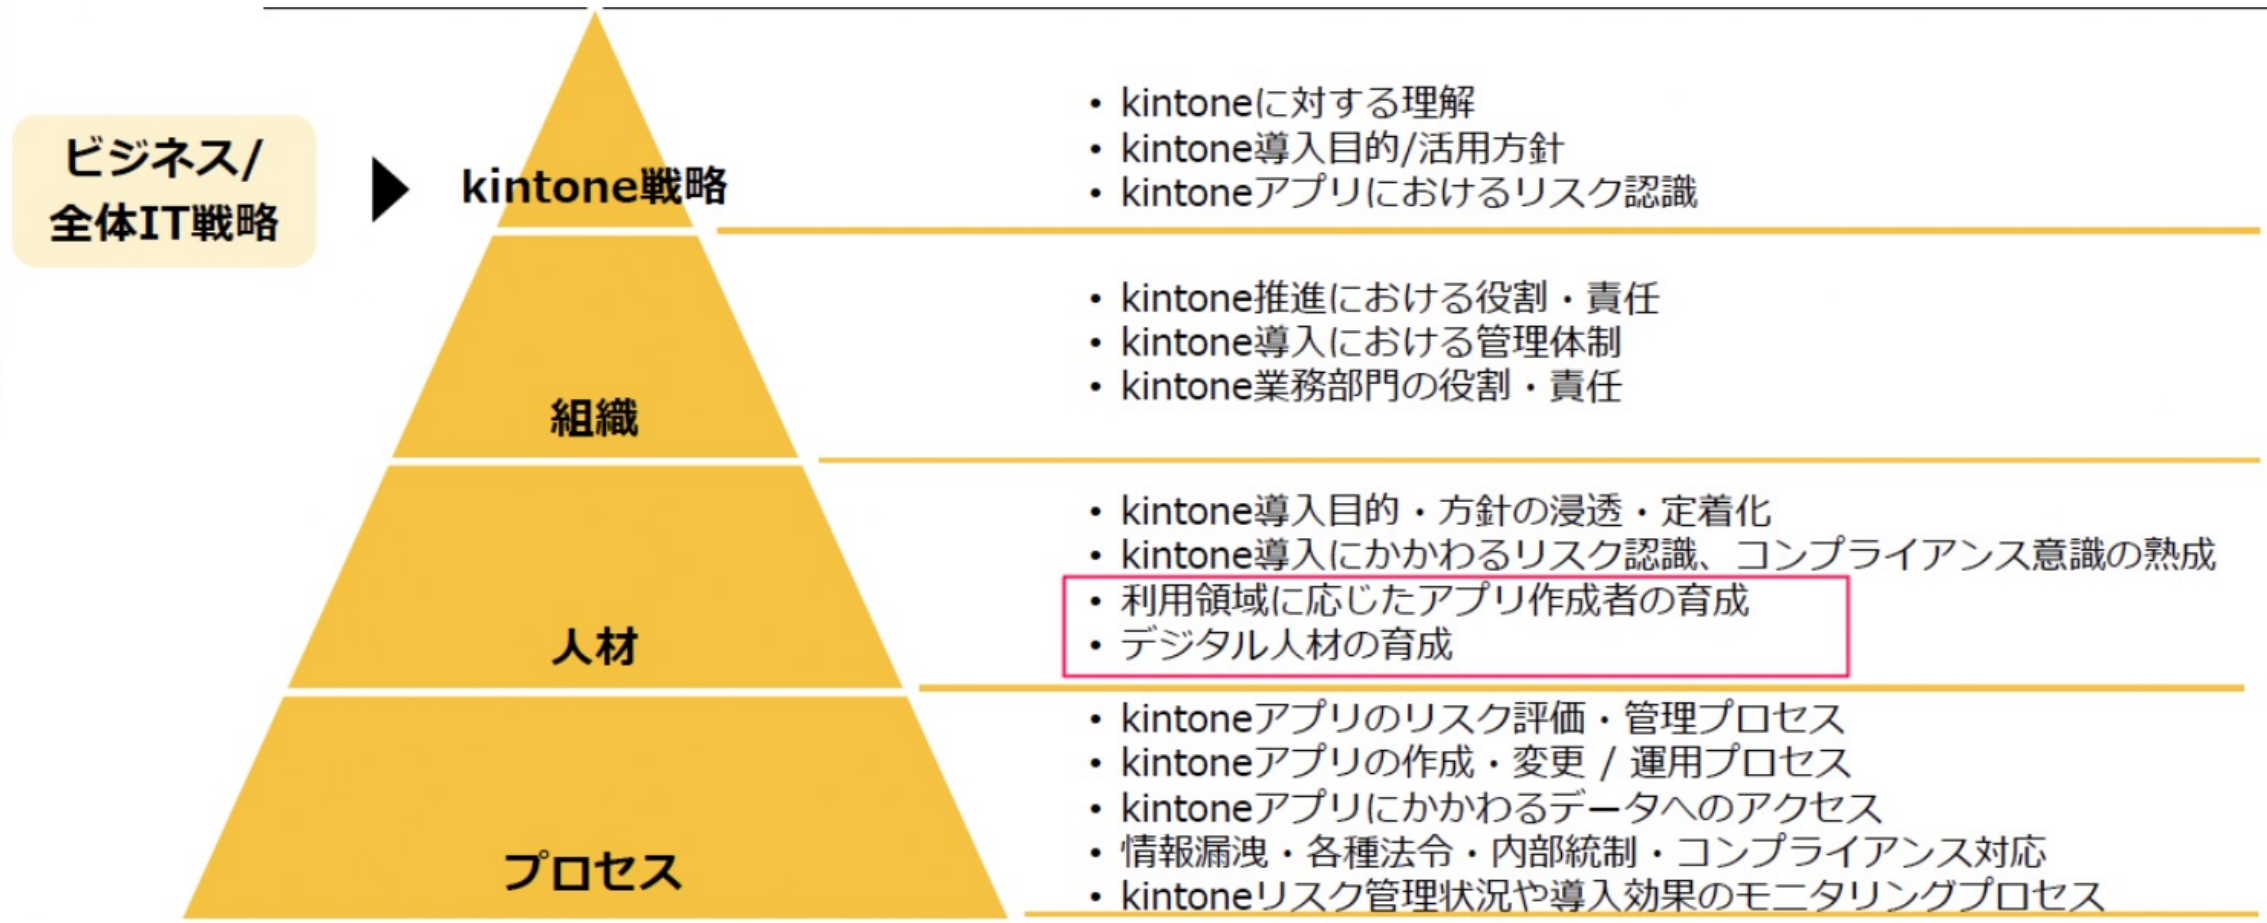 ビジネス/
全体IT戦略
kintone戦略
• kintoneに対する理解
• kintone導入目的/活用方針
• kintoneアプリにおけるリスク認識
組織
• kintone推進における役割・責任
• kintone導入における管理体制
• kintone業務部門の役割・責任
人材
• kintone導入目的・方針の浸透・定着化
• kintone導入にかかわるリスク認識、コンプライアンス意識の熟成
• 利用領域に応じたアプリ作成者の育成
• デジタル人材の育成
プロセス
• kintoneアプリのリスク評価・管理プロセス
• kintoneアプリの作成・変更 / 運用プロセス
• kintoneアプリにかかわるデータへのアクセス
• 情報漏洩・各種法令・内部統制・コンプライアンス対応
• kintoneリスク管理状況や導入効果のモニタリングプロセス